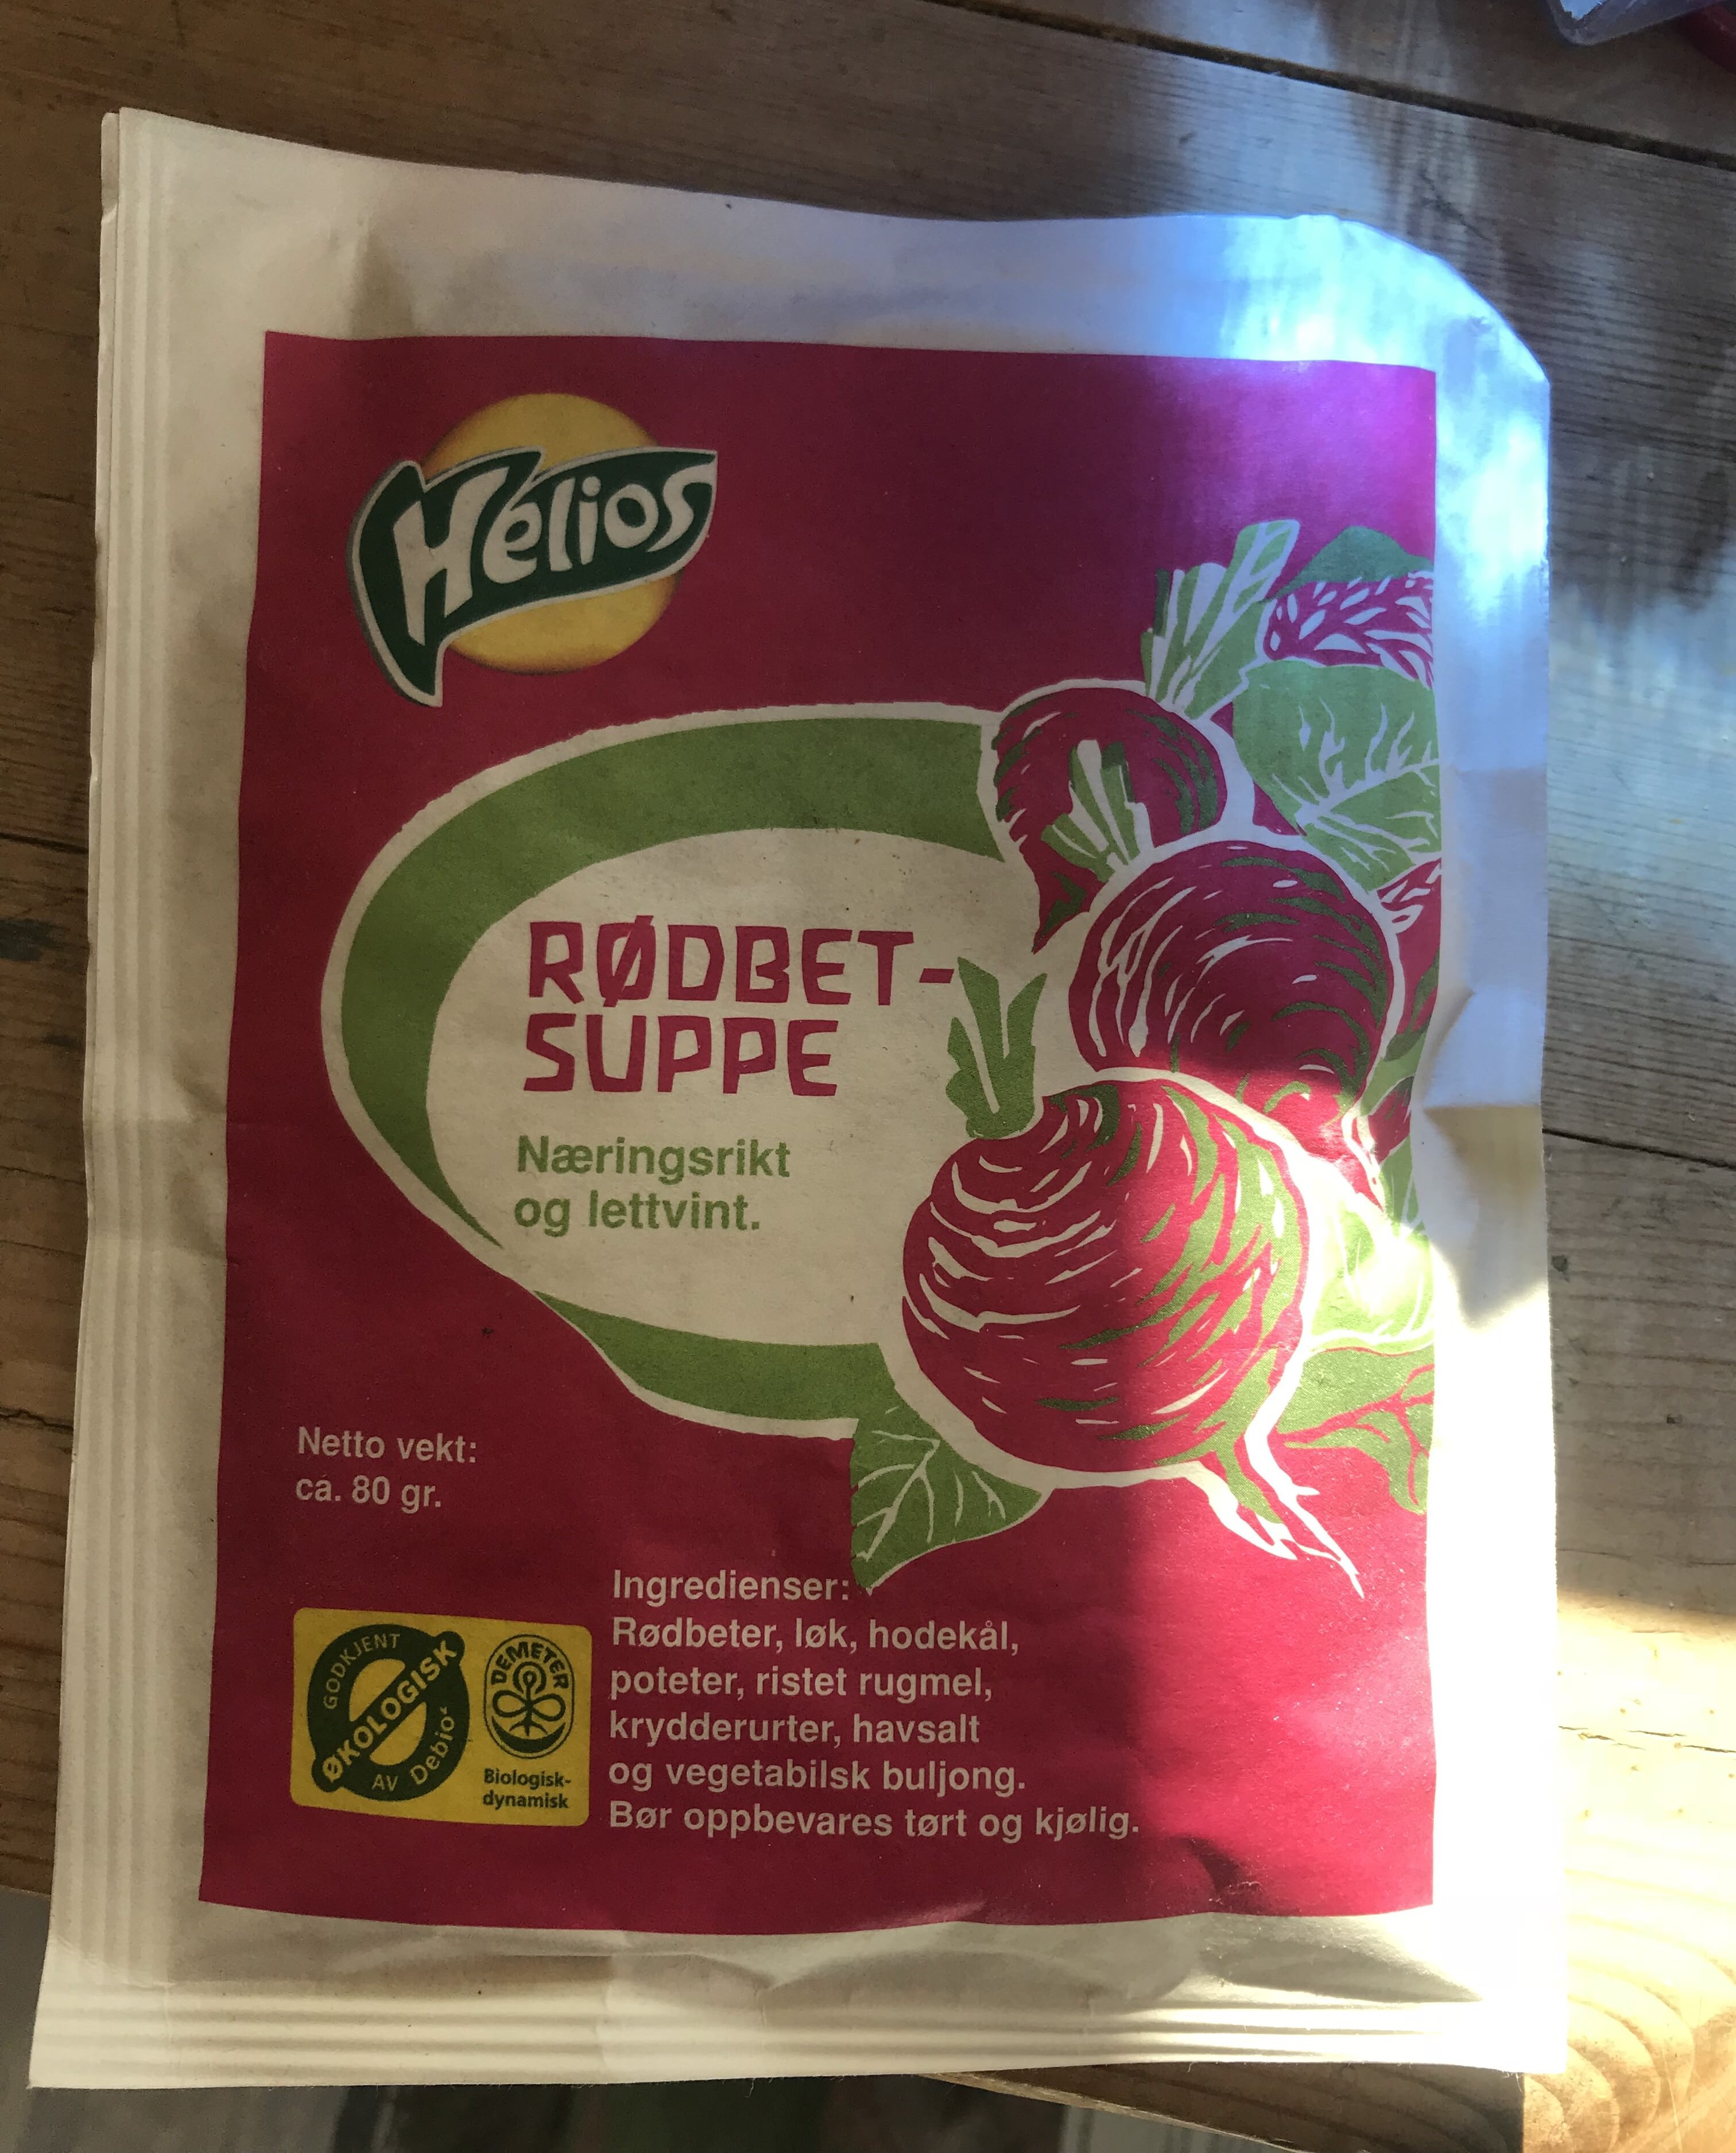 Helios
RØDBET-
SUPPE
Næringsrikt
og lettvint.
Netto vekt:
ca. 80 gr.
Ingredienser:
Rødbeter, løk, hodekål,
poteter, ristet rugmel,
krydderurter, havsalt
og vegetabilsk buljong.
Bør oppbevares tørt og kjølig.
GODKJENT
ØKOLOGISK
AV Debio
DEMETER
Biologisk-
dynamisk